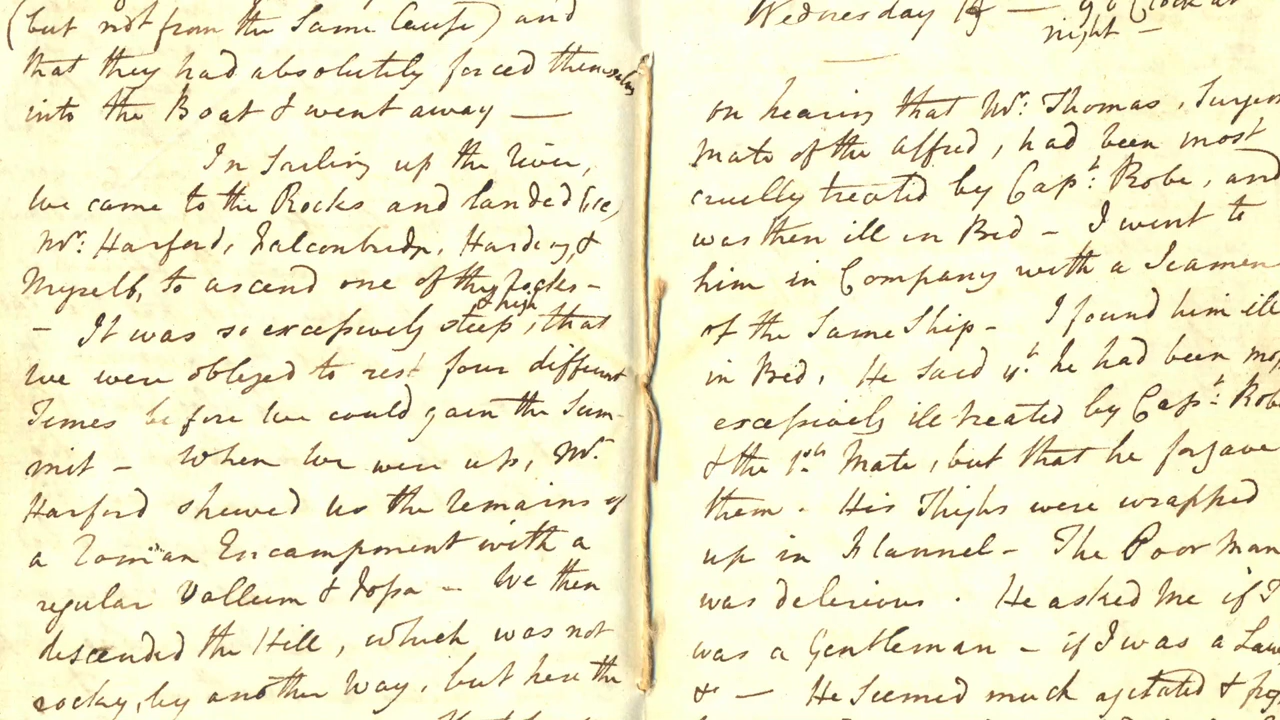 (but not from the Same Cause) and
that they had absolutely forced themselves
into the Boat & went away —
In Sailing up the River,
we came to the Rocks and landed (ice)
Mr. Harford, Falconbridge, Harding, &
Myself, to ascend one of the Rocks –
– It was so excessively steep & high, that
we were obliged to rest four different
Times before we could gain the Sum-
mit – When we were up, Mr.
Harford shewed us the remains of
a Roman Encampment with a
regular Vallum & Fossa – We then
descended the Hill, which was not
rocky, by another Way, but here the
Wednesday — 9 o'Clock at
night –
on hearing that Mr. Thomas, Surgeon
Mate of the Alfred, had been most
cruelly treated by Capt. Robe, and
was then ill in Bed – I went to
him in Company with a Seamen
of the Same Ship – I found him ill
in Bed, He said yt. he had been mos
excessively ill treated by Capt. Robe
& the 1st Mate, but that he forgave
them. His Thighs were wrapped
up in Flannel – The Poor Man
was delirious. He asked me if I
was a Gentleman – if I was a Law
& — He Seemed much agitated &